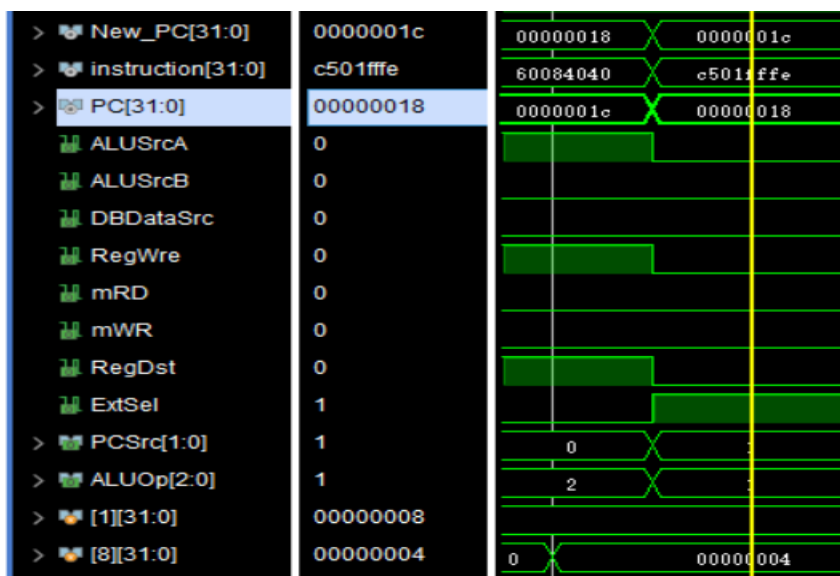 New_PC[31:0] 0000001c 00000018 0000001c
instruction[31:0] c501fffe 60084040 c501fffe
PC[31:0] 00000018 0000001c 00000018
ALUSrcA 0
ALUSrcB 0
DBDataSrc 0
RegWre 0
mRD 0
mWR 0
RegDst 0
ExtSel 1
PCSrc[1:0] 1 0 1
ALUOp[2:0] 1 2 1
[1][31:0] 00000008
[8][31:0] 00000004 0 00000004